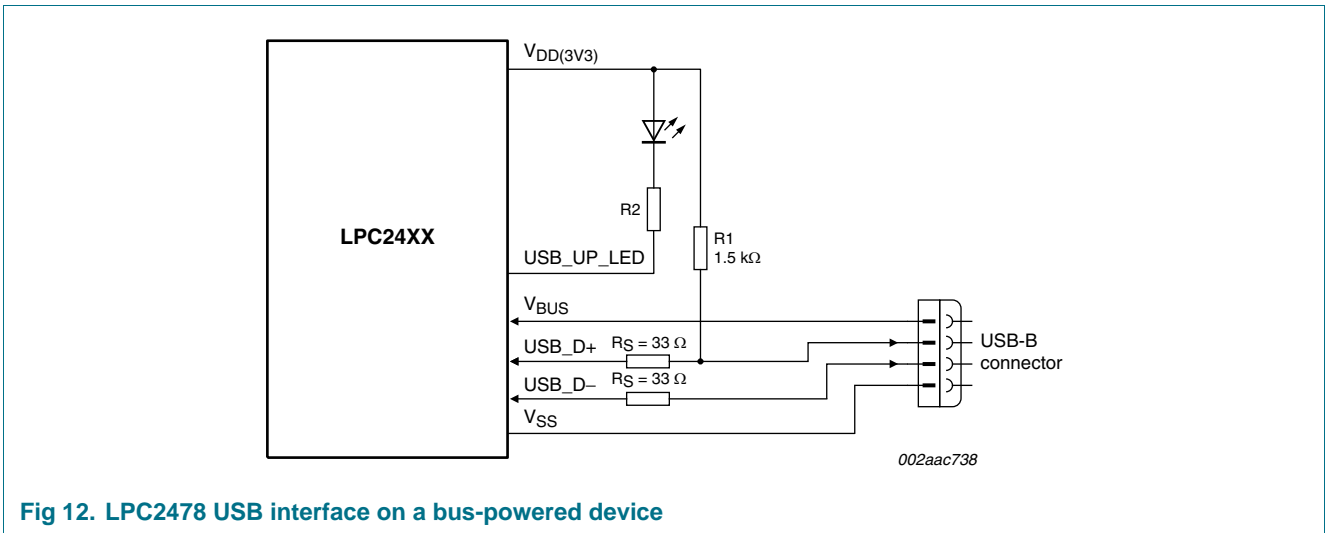 VDD(3V3)
R2
LPC24XX
R1
1.5 kΩ
USB_UP_LED
VBUS
USB_D+
RS = 33 Ω
USB-B
connector
USB_D−
RS = 33 Ω
VSS
002aac738
Fig 12. LPC2478 USB interface on a bus-powered device